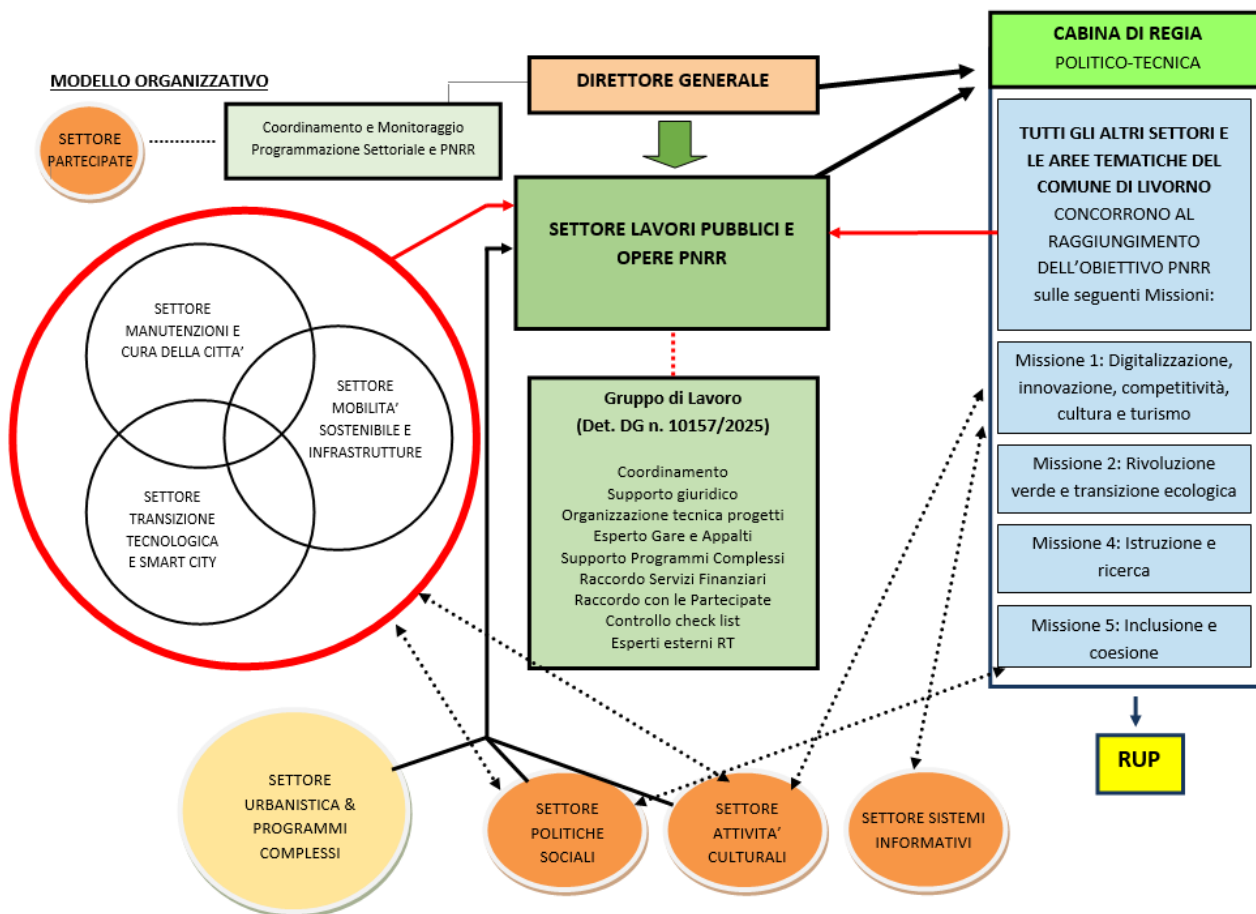 MODELLO ORGANIZZATIVO
SETTORE
PARTECIPATE
Coordinamento e Monitoraggio
Programmazione Settoriale e PNRR
DIRETTORE GENERALE
CABINA DI REGIA
POLITICO-TECNICA
SETTORE LAVORI PUBBLICI E
OPERE PNRR
TUTTI GLI ALTRI SETTORI E
LE AREE TEMATICHE DEL
COMUNE DI LIVORNO
CONCORRONO AL
RAGGIUNGIMENTO
DELL’OBIETTIVO PNRR
sulle seguenti Missioni:
SETTORE
MANUTENZIONI E
CURA DELLA CITTA’
SETTORE
MOBILITA’
SOSTENIBILE E
INFRASTRUTTURE
SETTORE
TRANSIZIONE
TECNOLOGICA
E SMART CITY
Gruppo di Lavoro
(Det. DG n. 10157/2025)
Coordinamento
Supporto giuridico
Organizzazione tecnica progetti
Esperto Gare e Appalti
Supporto Programmi Complessi
Raccordo Servizi Finanziari
Raccordo con le Partecipate
Controllo check list
Esperti esterni RT
Missione 1: Digitalizzazione,
innovazione, competitività,
cultura e turismo
Missione 2: Rivoluzione
verde e transizione ecologica
Missione 4: Istruzione e
ricerca
Missione 5: Inclusione e
coesione
RUP
SETTORE
URBANISTICA &
PROGRAMMI
COMPLESSI
SETTORE
POLITICHE
SOCIALI
SETTORE
ATTIVITA’
CULTURALI
SETTORE SISTEMI
INFORMATIVI